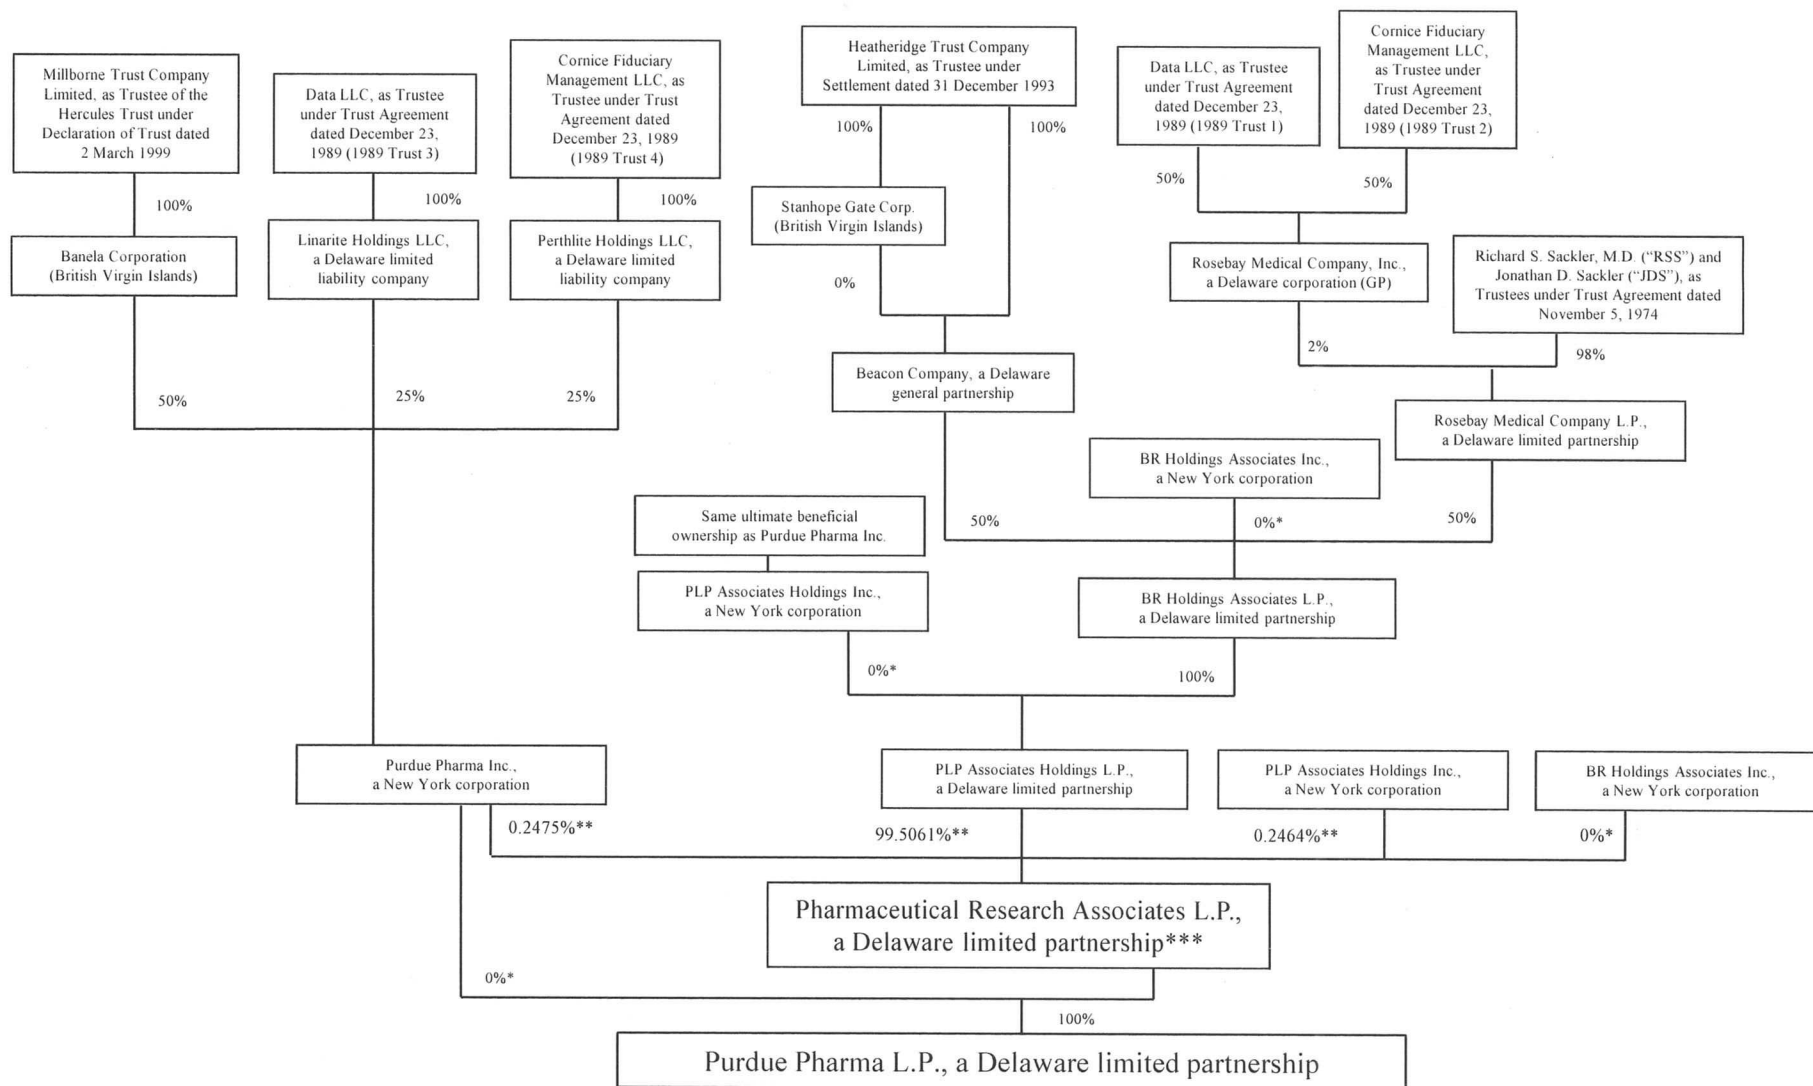 Millborne Trust Company
Limited, as Trustee of the
Hercules Trust under
Declaration of Trust dated
2 March 1999
Data LLC, as Trustee
under Trust Agreement
dated December 23,
1989 (1989 Trust 3)
Cornice Fiduciary
Management LLC, as
Trustee under Trust
Agreement dated
December 23, 1989
(1989 Trust 4)
Heatheridge Trust Company
Limited, as Trustee under
Settlement dated 31 December 1993
Data LLC, as Trustee
under Trust Agreement
dated December 23,
1989 (1989 Trust 1)
Cornice Fiduciary
Management LLC,
as Trustee under
Trust Agreement
dated December 23,
1989 (1989 Trust 2)
100%
100%
100%
100%
100%
50%
50%
Banela Corporation
(British Virgin Islands)
Linarite Holdings LLC,
a Delaware limited
liability company
Perthlite Holdings LLC,
a Delaware limited
liability company
Stanhope Gate Corp.
(British Virgin Islands)
Rosebay Medical Company, Inc.,
a Delaware corporation (GP)
Richard S. Sackler, M.D. (“RSS”) and
Jonathan D. Sackler (“JDS”), as
Trustees under Trust Agreement dated
November 5, 1974
0%
2%
98%
50%
25%
25%
Beacon Company, a Delaware
general partnership
Rosebay Medical Company L.P.,
a Delaware limited partnership
BR Holdings Associates Inc.,
a New York corporation
50%
0%*
50%
Same ultimate beneficial
ownership as Purdue Pharma Inc.
PLP Associates Holdings Inc.,
a New York corporation
BR Holdings Associates L.P.,
a Delaware limited partnership
0%*
100%
Purdue Pharma Inc.,
a New York corporation
PLP Associates Holdings L.P.,
a Delaware limited partnership
PLP Associates Holdings Inc.,
a New York corporation
BR Holdings Associates Inc.,
a New York corporation
0.2475%**
99.5061%**
0.2464%**
0%*
Pharmaceutical Research Associates L.P.,
a Delaware limited partnership***
0%*
100%
Purdue Pharma L.P., a Delaware limited partnership